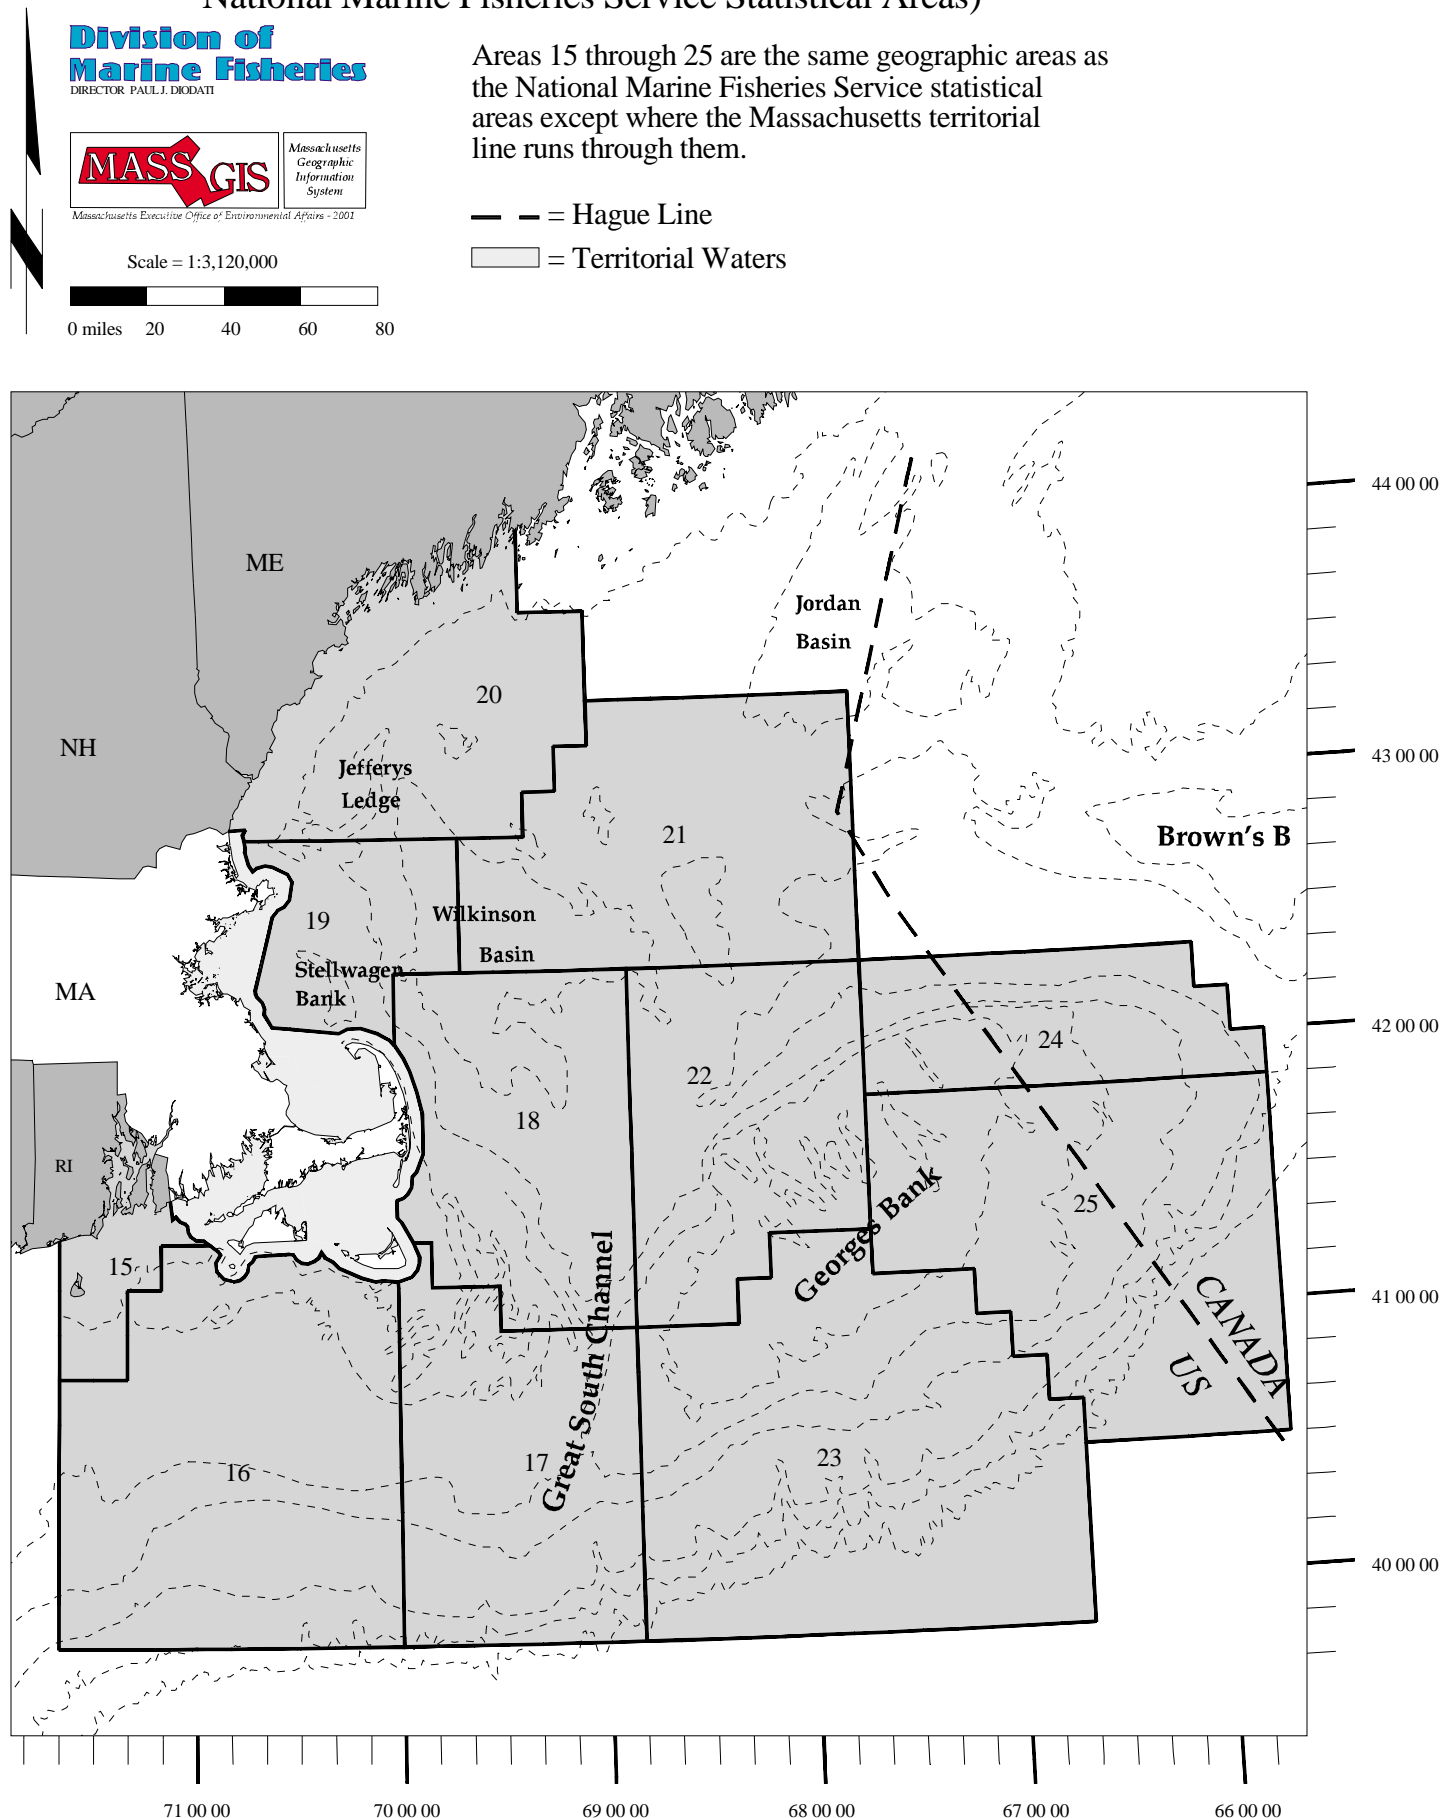 National Marine Fisheries Service Statistical Areas)
Division of
Marine Fisheries
DIRECTOR PAUL J. DIODATI
MASS GIS
Massachusetts
Geographic
Information
System
Massachusetts Executive Office of Environmental Affairs - 2001
Scale = 1:3,120,000
0 miles 20 40 60 80
Areas 15 through 25 are the same geographic areas as
the National Marine Fisheries Service statistical
areas except where the Massachusetts territorial
line runs through them.
= Hague Line
= Territorial Waters
N
44 00 00
ME
Jordan
Basin
20
NH
43 00 00
Jefferys
Ledge
21
Brown's B
19
Wilkinson
Basin
Stellwagen
Bank
MA
42 00 00
24
22
18
RI
25
Georges Bank
15
41 00 00
CANADA
US
Great South Channel
23
17
16
40 00 00
71 00 00
70 00 00
69 00 00
68 00 00
67 00 00
66 00 00